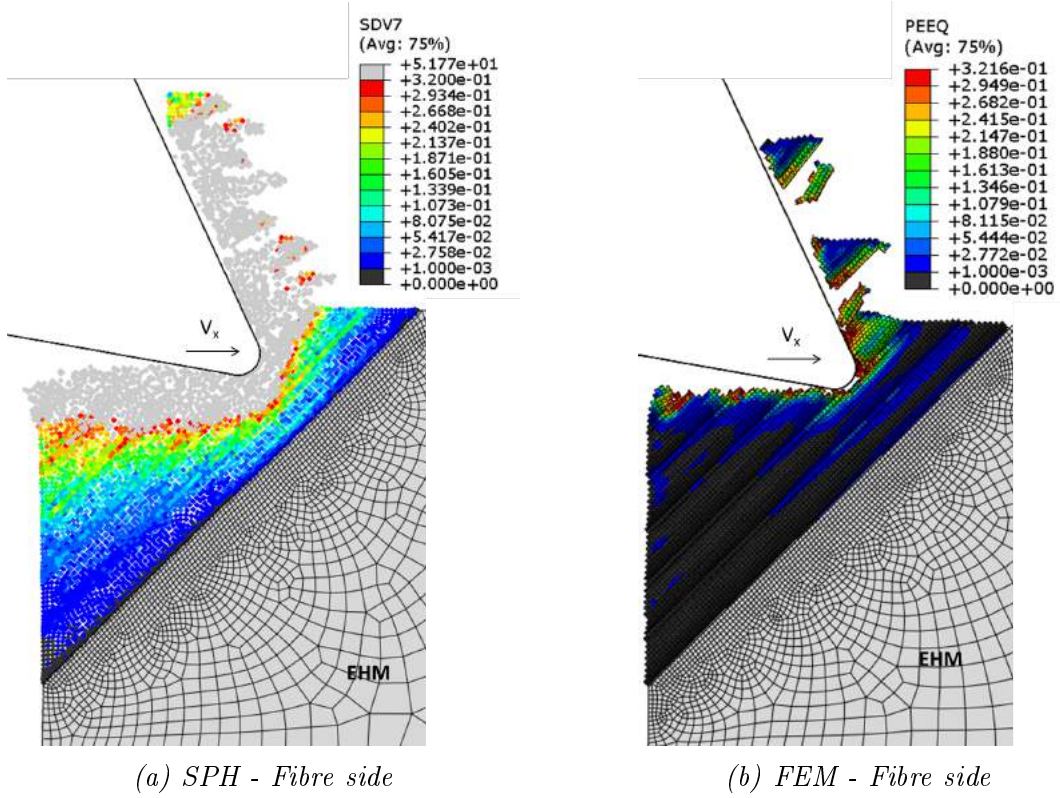 SDV7
(Avg: 75%)
+5.177e+01
+3.200e-01
+2.934e-01
+2.668e-01
+2.402e-01
+2.137e-01
+1.871e-01
+1.605e-01
+1.339e-01
+1.073e-01
+8.075e-02
+5.417e-02
+2.758e-02
+1.000e-03
+0.000e+00
Vx
EHM
(a) SPH - Fibre side
PEEQ
(Avg: 75%)
+3.216e-01
+2.949e-01
+2.682e-01
+2.415e-01
+2.147e-01
+1.880e-01
+1.613e-01
+1.346e-01
+1.079e-01
+8.115e-02
+5.444e-02
+2.772e-02
+1.000e-03
+0.000e+00
Vx
EHM
(b) FEM - Fibre side